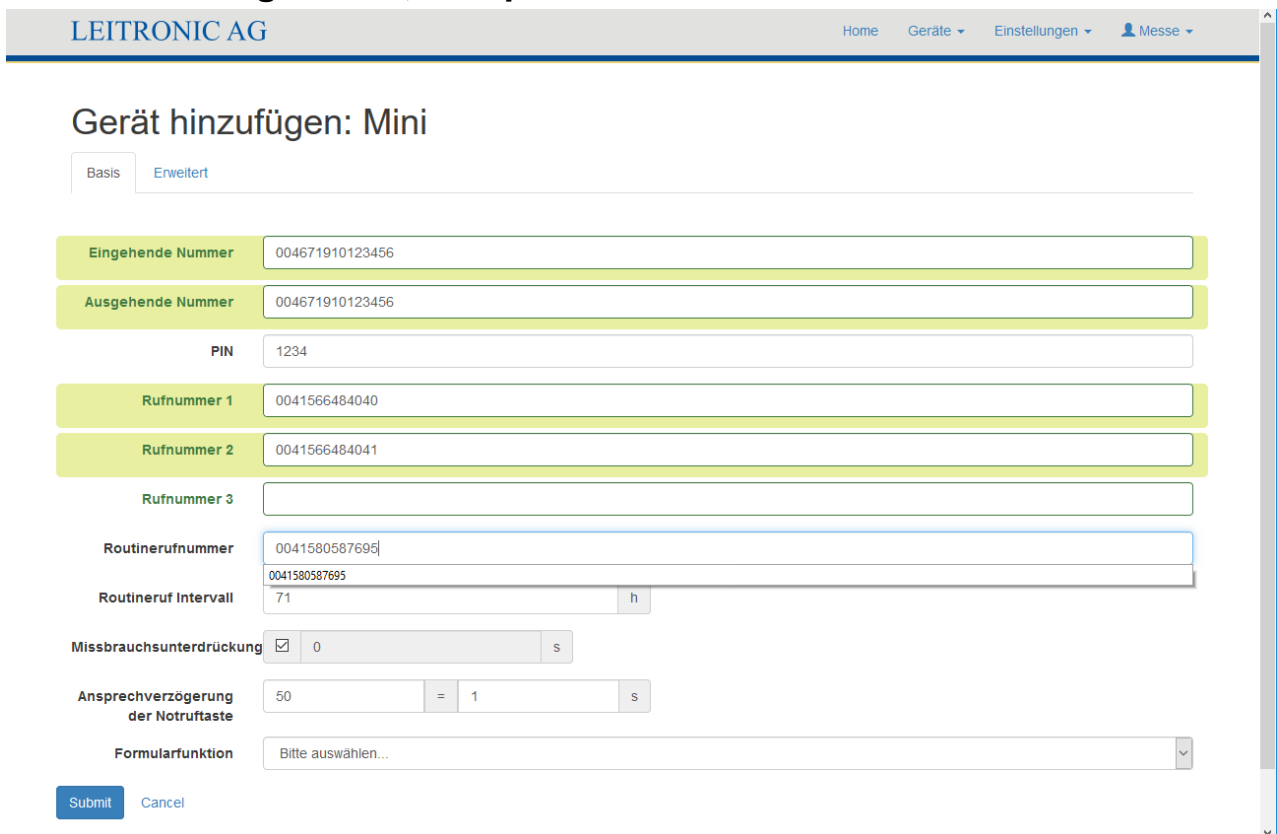 LEITRONIC AG
Home Geräte Einstellungen Messe
Gerät hinzufügen: Mini
Basis Erweitert
Eingehende Nummer 004671910123456
Ausgehende Nummer 004671910123456
PIN 1234
Rufnummer 1 0041566484040
Rufnummer 2 0041566484041
Rufnummer 3
Routinerufnummer 0041580587695
0041580587695
Routineruf Intervall 71 h
Missbrauchsunterdrückung 0 s
Ansprechverzögerung 50 = 1 s
der Notruftaste
Formularfunktion Bitte auswählen...
Submit Cancel